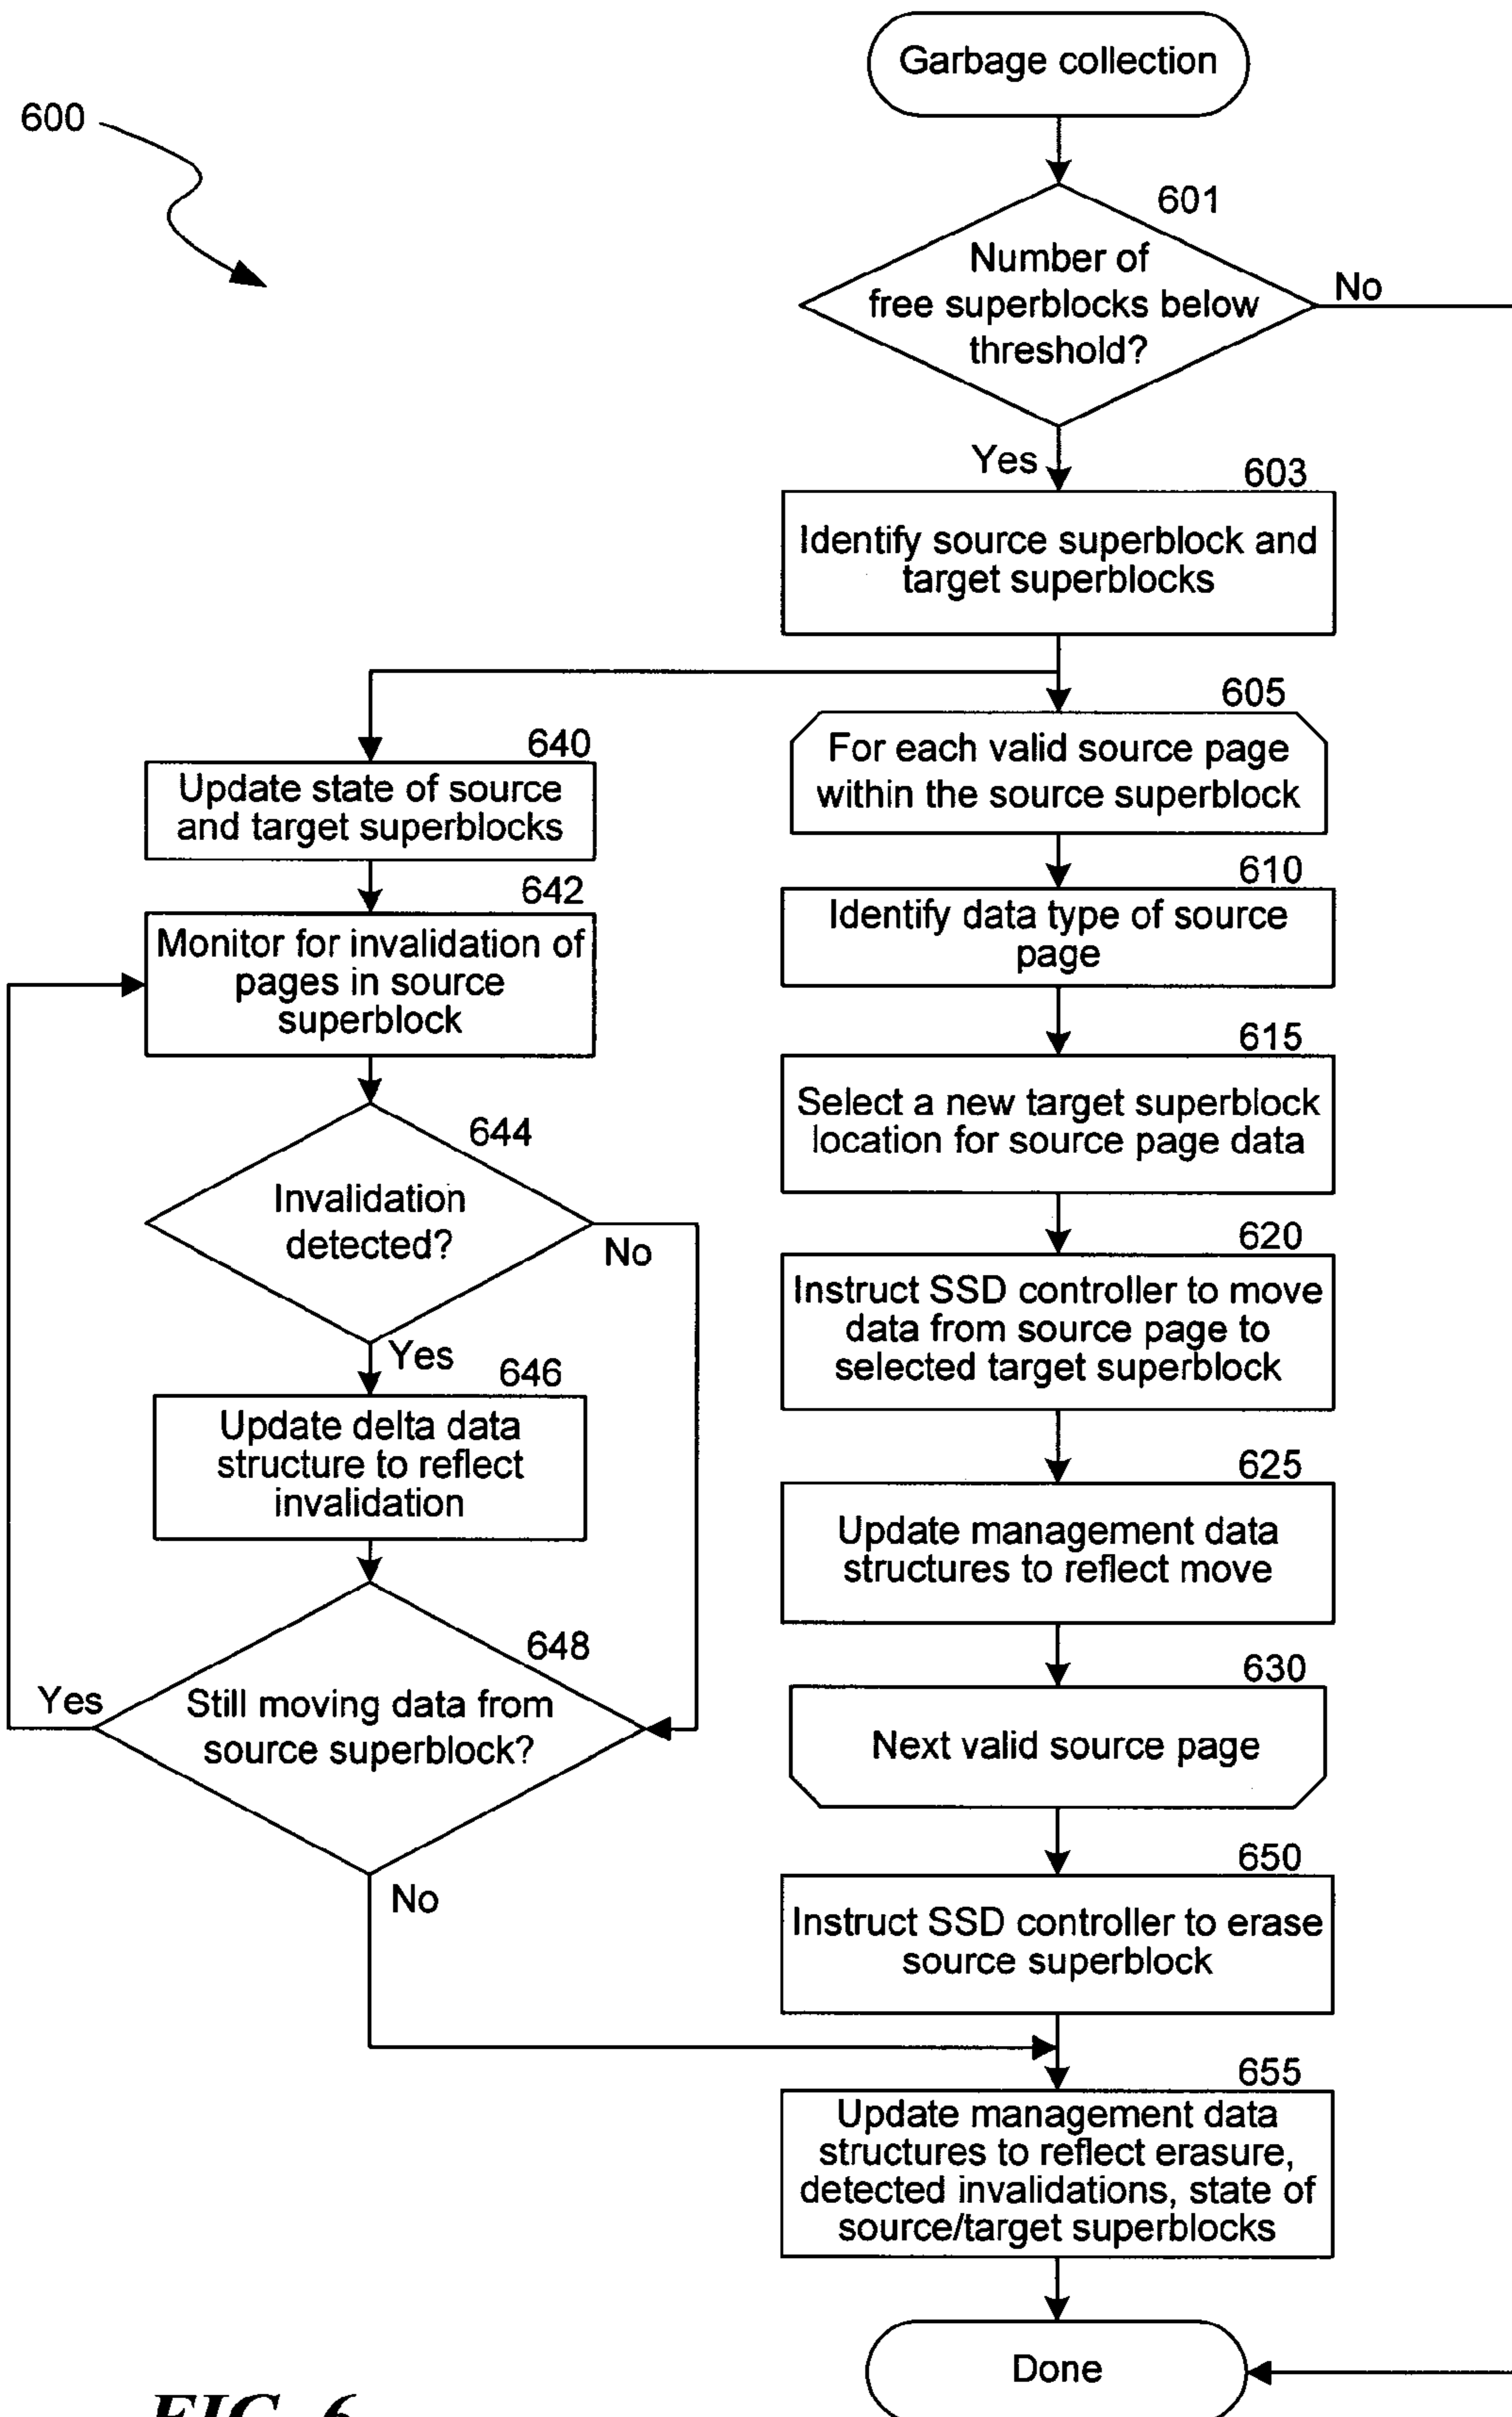 Garbage collection
600
601
Number of
free superblocks below
threshold?
No
Yes
603
Identify source superblock and
target superblocks
605
For each valid source page
within the source superblock
640
Update state of source
and target superblocks
610
Identify data type of source
page
642
Monitor for invalidation of
pages in source
superblock
615
Select a new target superblock
location for source page data
644
Invalidation
detected?
No
Yes
620
Instruct SSD controller to move
data from source page to
selected target superblock
646
Update delta data
structure to reflect
invalidation
625
Update management data
structures to reflect move
648
Still moving data from
source superblock?
Yes
No
630
Next valid source page
650
Instruct SSD controller to erase
source superblock
655
Update management data
structures to reflect erasure,
detected invalidations, state of
source/target superblocks
Done
FIG. 6